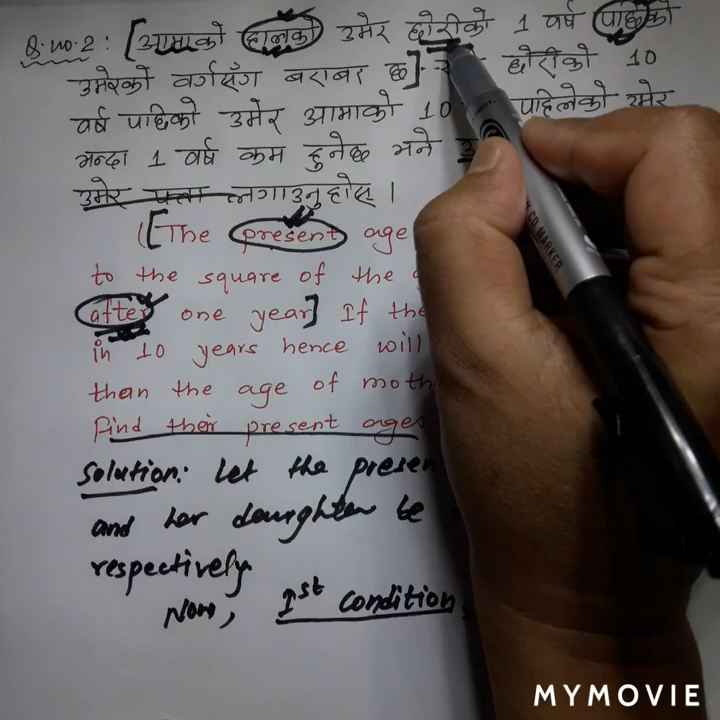 Q.no.2: [आमाको हालको उमेर छोरीको 1 वर्ष पछिको
उमेरको वर्गसँग बराबर छ]. छोरीको 10
वर्ष पछिको उमेर आमाको 10 पहिलेको उमेर
भन्दा 1 वर्ष कम हुनेछ भने
उमेर पत्ता लगाउनुहोस् ।
([The present age
to the square of the
after one year] If the
in 10 years hence will
than the age of moth
find their present ages
Solution: Let the presen
and her daughter be
respectively
Now, 1st condition,
MYMOVIE
NO.
CD MARKER